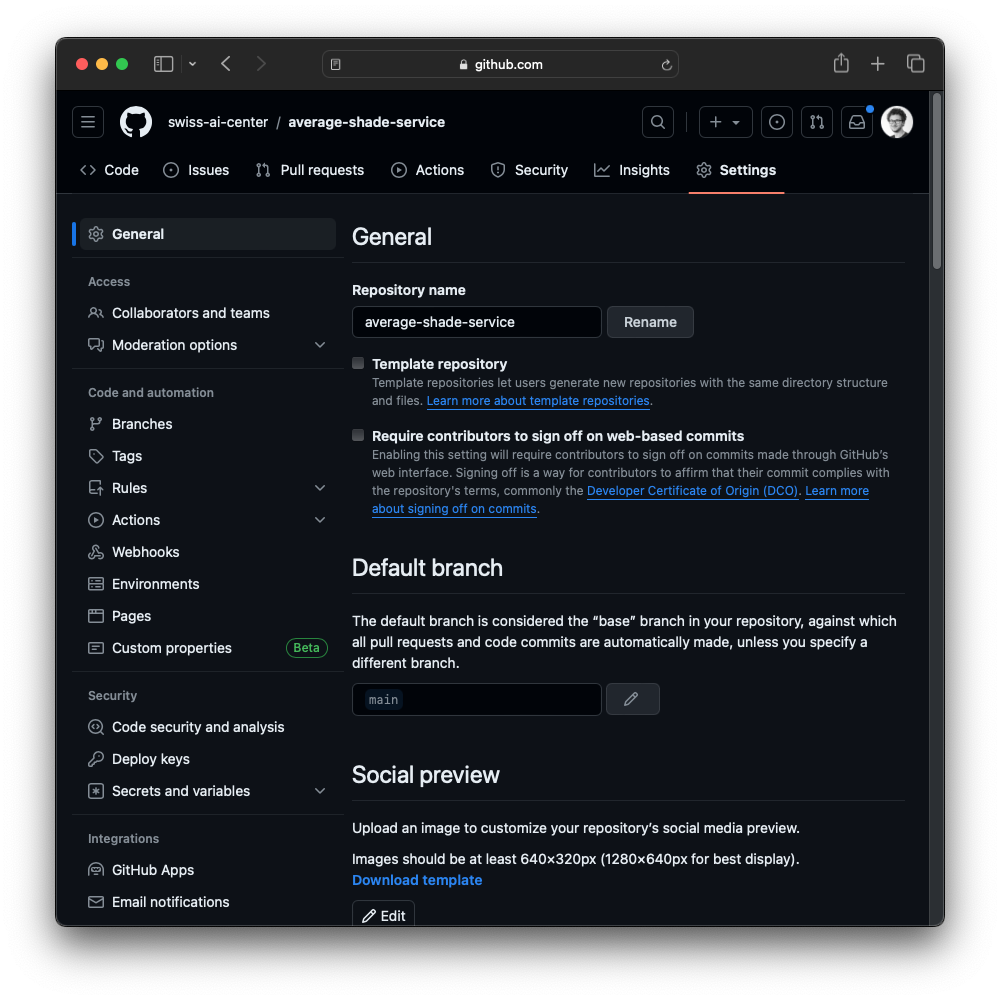 github.com
swiss-ai-center / average-shade-service
Code Issues Pull requests Actions Security Insights Settings
General
Access
Collaborators and teams
Moderation options
Code and automation
Branches
Tags
Rules
Actions
Webhooks
Environments
Pages
Custom properties Beta
Security
Code security and analysis
Deploy keys
Secrets and variables
Integrations
GitHub Apps
Email notifications
General
Repository name
average-shade-service Rename
Template repository
Template repositories let users generate new repositories with the same directory structure
and files. Learn more about template repositories.
Require contributors to sign off on web-based commits
Enabling this setting will require contributors to sign off on commits made through GitHub’s
web interface. Signing off is a way for contributors to affirm that their commit complies with
the repository's terms, commonly the Developer Certificate of Origin (DCO). Learn more
about signing off on commits.
Default branch
The default branch is considered the “base” branch in your repository, against which
all pull requests and code commits are automatically made, unless you specify a
different branch.
main
Social preview
Upload an image to customize your repository’s social media preview.
Images should be at least 640×320px (1280×640px for best display).
Download template
Edit